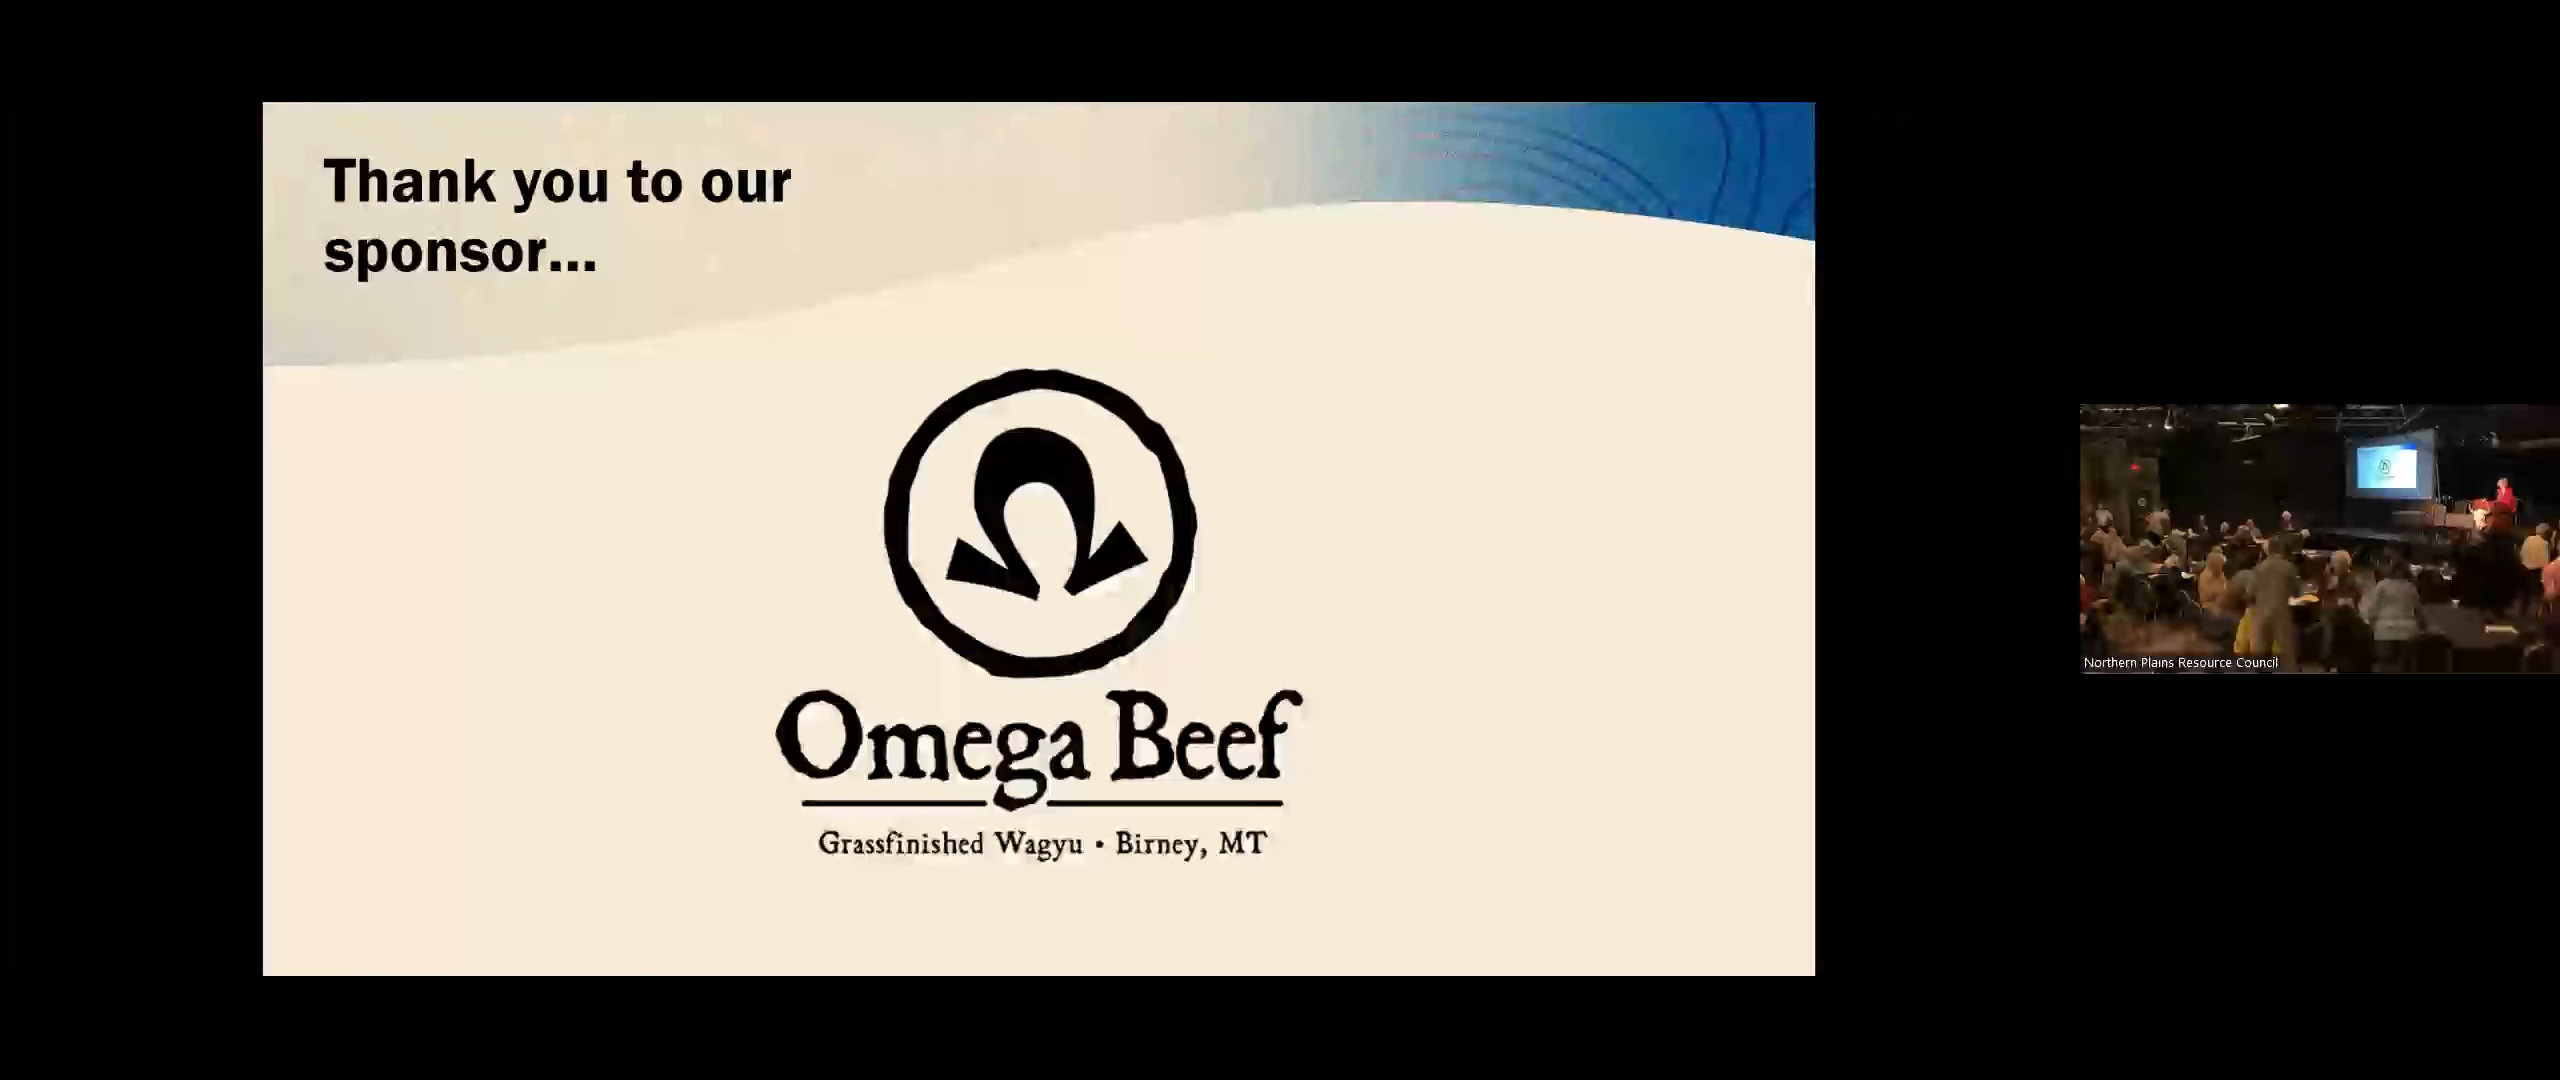 Thank you to our
sponsor...
Omega Beef
Grassfinished Wagyu • Birney, MT
Northern Plains Resource Council